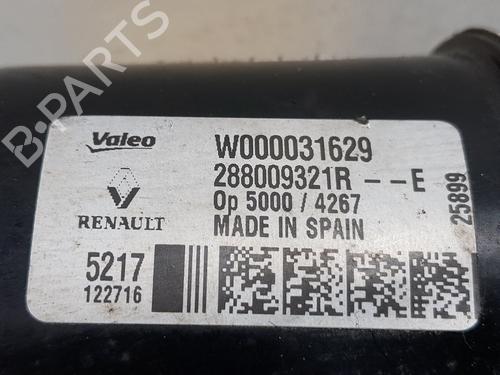 B-PARTS
Valeo
W000031629
288009321R - - E
Op 5000 / 4267
MADE IN SPAIN
25899
RENAULT
5217
122716